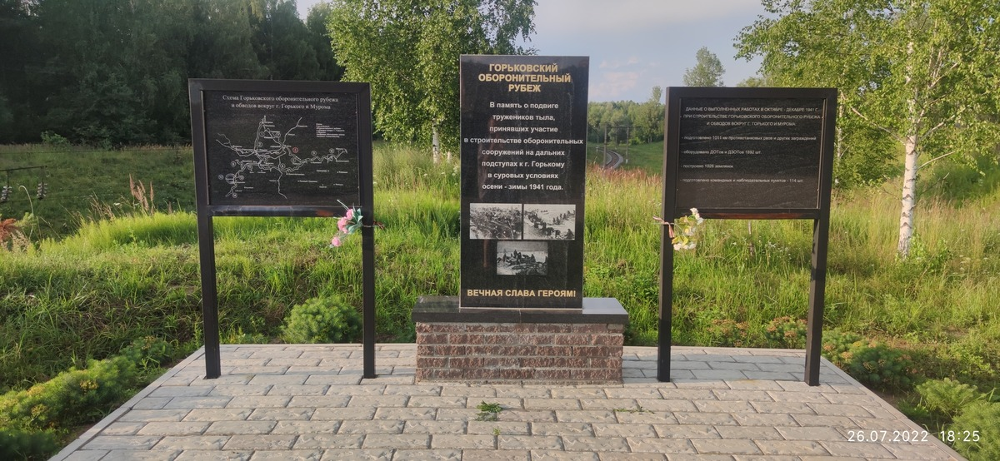 Схема Горьковского оборонительного рубежа
и обводов вокруг г. Горького и Мурома
ГОРЬКОВСКИЙ
ОБОРОНИТЕЛЬНЫЙ
РУБЕЖ
В память о подвиге
тружеников тыла,
принявших участие
в строительстве оборонительных
сооружений на дальних
подступах к г. Горькому
в суровых условиях
осени - зимы 1941 года.
ВЕЧНАЯ СЛАВА ГЕРОЯМ!
ДАННЫЕ О ВЫПОЛНЕННЫХ РАБОТАХ В ОКТЯБРЕ - ДЕКАБРЕ 1941 Г.
ПРИ СТРОИТЕЛЬСТВЕ ГОРЬКОВСКОГО ОБОРОНИТЕЛЬНОГО РУБЕЖА
И ОБВОДОВ ВОКРУГ Г. ГОРЬКОГО И МУРОМА
- подготовлено 1011 км противотанковых рвов и других заграждений
- оборудовано ДОТов и ДЗОТов 1892 шт.
- построено 1026 землянок
- подготовлено командных и наблюдательных пунктов - 114 шт.
26.07.2022 18:25